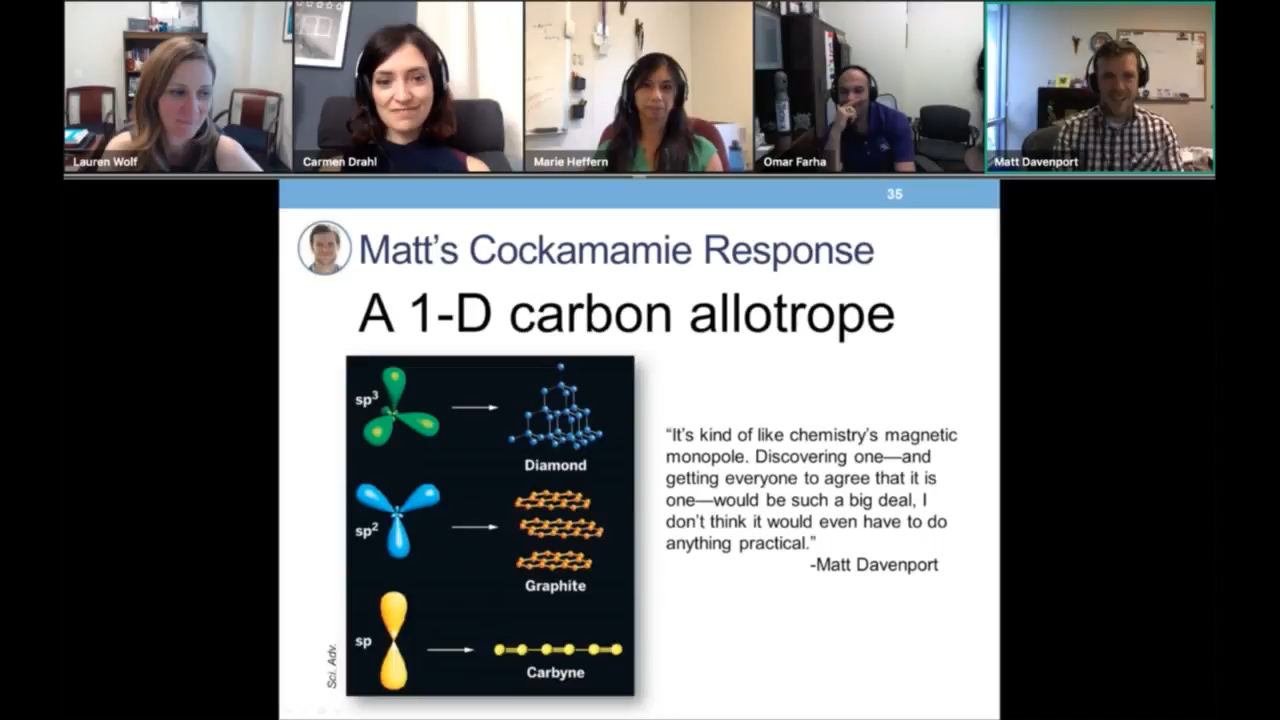 Lauren Wolf
Carmen Drahl
Marie Heffern
Omar Farha
Matt Davenport
35
Matt’s Cockamamie Response
A 1-D carbon allotrope
sp3
Diamond
sp2
Graphite
sp
Carbyne
Sci. Adv.
“It’s kind of like chemistry’s magnetic
monopole. Discovering one—and
getting everyone to agree that it is
one—would be such a big deal, I
don’t think it would even have to do
anything practical.”
-Matt Davenport